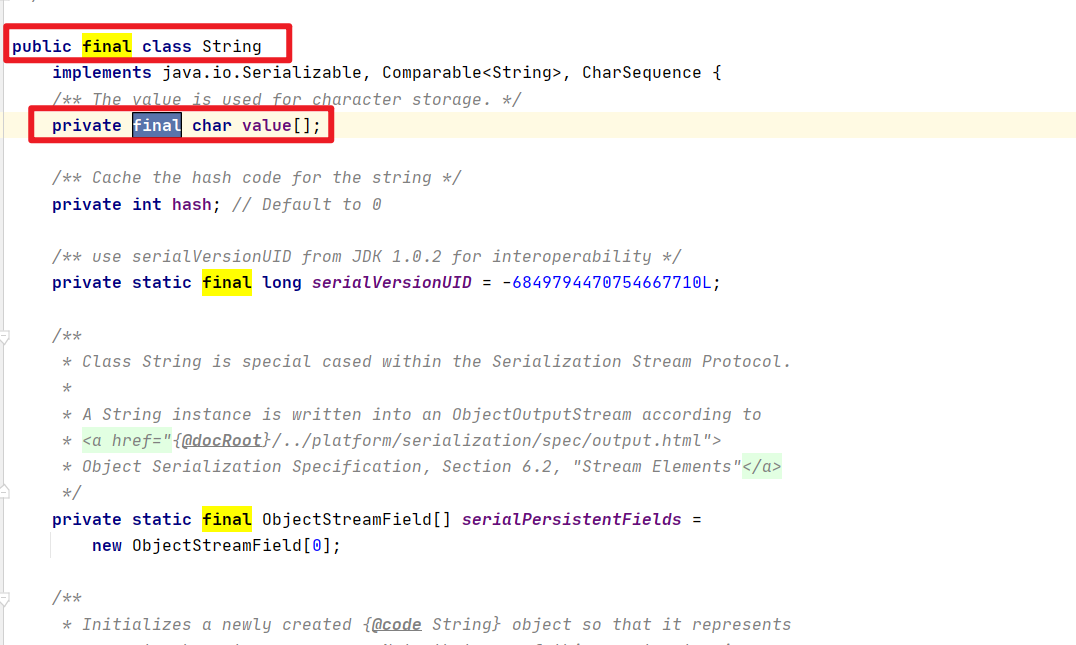 public final class String
implements java.io.Serializable, Comparable<String>, CharSequence {
/** The value is used for character storage. */
private final char value[];
/** Cache the hash code for the string */
private int hash; // Default to 0
/** use serialVersionUID from JDK 1.0.2 for interoperability */
private static final long serialVersionUID = -6849794470754667710L;
/**
* Class String is special cased within the Serialization Stream Protocol.
*
* A String instance is written into an ObjectOutputStream according to
* <a href="{@docRoot}/../platform/serialization/spec/output.html">
* Object Serialization Specification, Section 6.2, "Stream Elements"</a>
*/
private static final ObjectStreamField[] serialPersistentFields =
new ObjectStreamField[0];
/**
* Initializes a newly created {@code String} object so that it represents